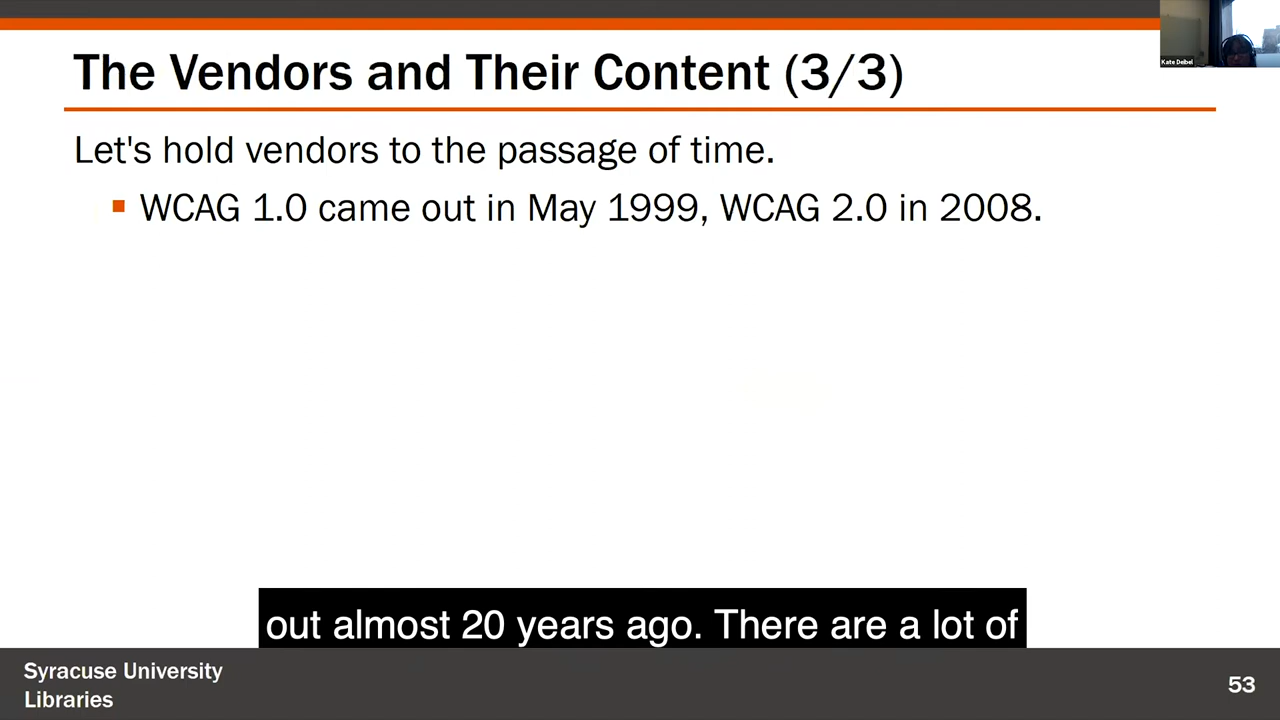 Kate Deibel
The Vendors and Their Content (3/3)
Let's hold vendors to the passage of time.
WCAG 1.0 came out in May 1999, WCAG 2.0 in 2008.
out almost 20 years ago. There are a lot of
Syracuse University
Libraries
53